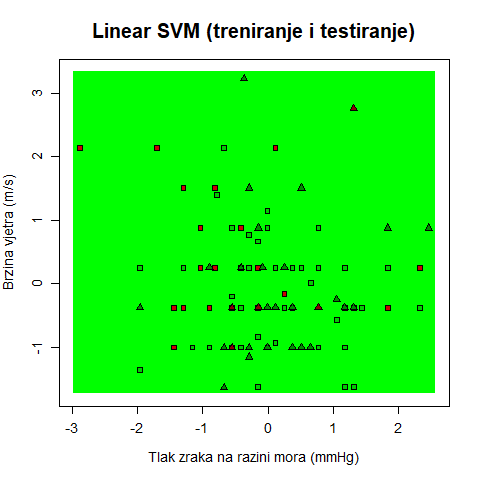 Linear SVM (treniranje i testiranje)
Brzina vjetra (m/s)
3
2
1
0
-1
-3 -2 -1 0 1 2
Tlak zraka na razini mora (mmHg)